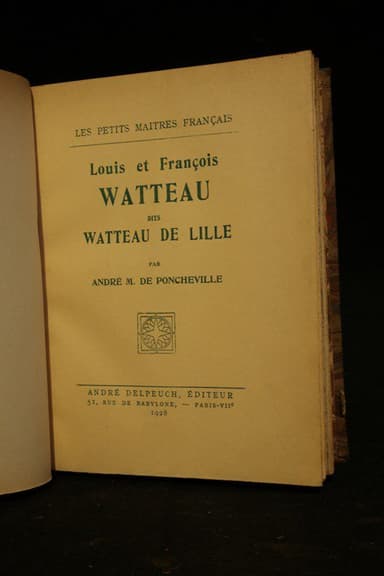 LES PETITS MAITRES FRANÇAIS
Louis et François
WATTEAU
DITS
WATTEAU DE LILLE
PAR
ANDRÉ M. DE PONCHEVILLE
ANDRÉ DELPEUCH, ÉDITEUR
51, RUE DE BABYLONE, — PARIS-VIIe
1928